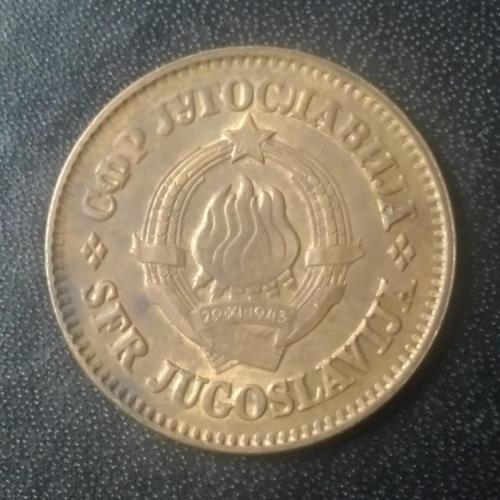 СФР ЈУГОСЛАВИЈА
SFR JUGOSLAVIJA
29·XI·1943